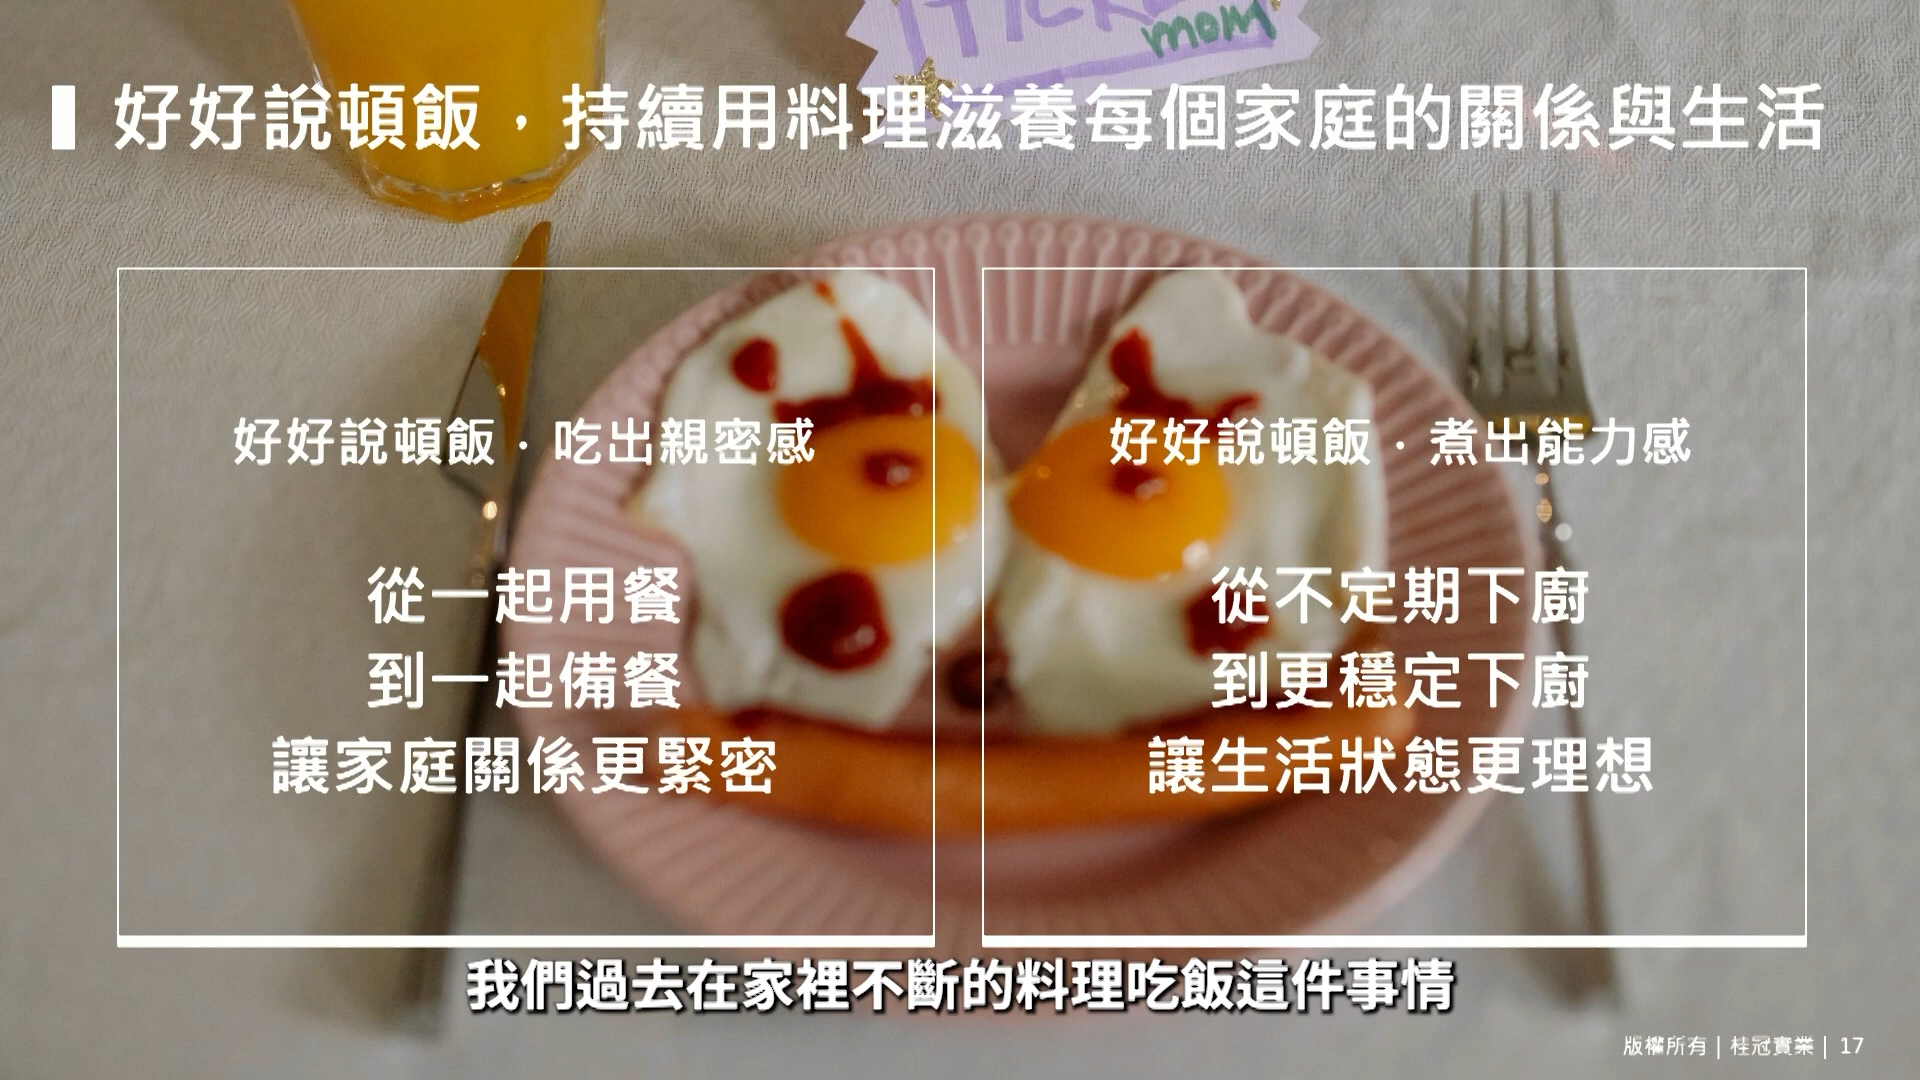 mom
好好說頓飯，持續用料理滋養每個家庭的關係與生活
好好說頓飯．吃出親密感
從一起用餐
到一起備餐
讓家庭關係更緊密
好好說頓飯．煮出能力感
從不定期下廚
到更穩定下廚
讓生活狀態更理想
我們過去在家裡不斷的料理吃飯這件事情
版權所有｜桂冠實業｜17